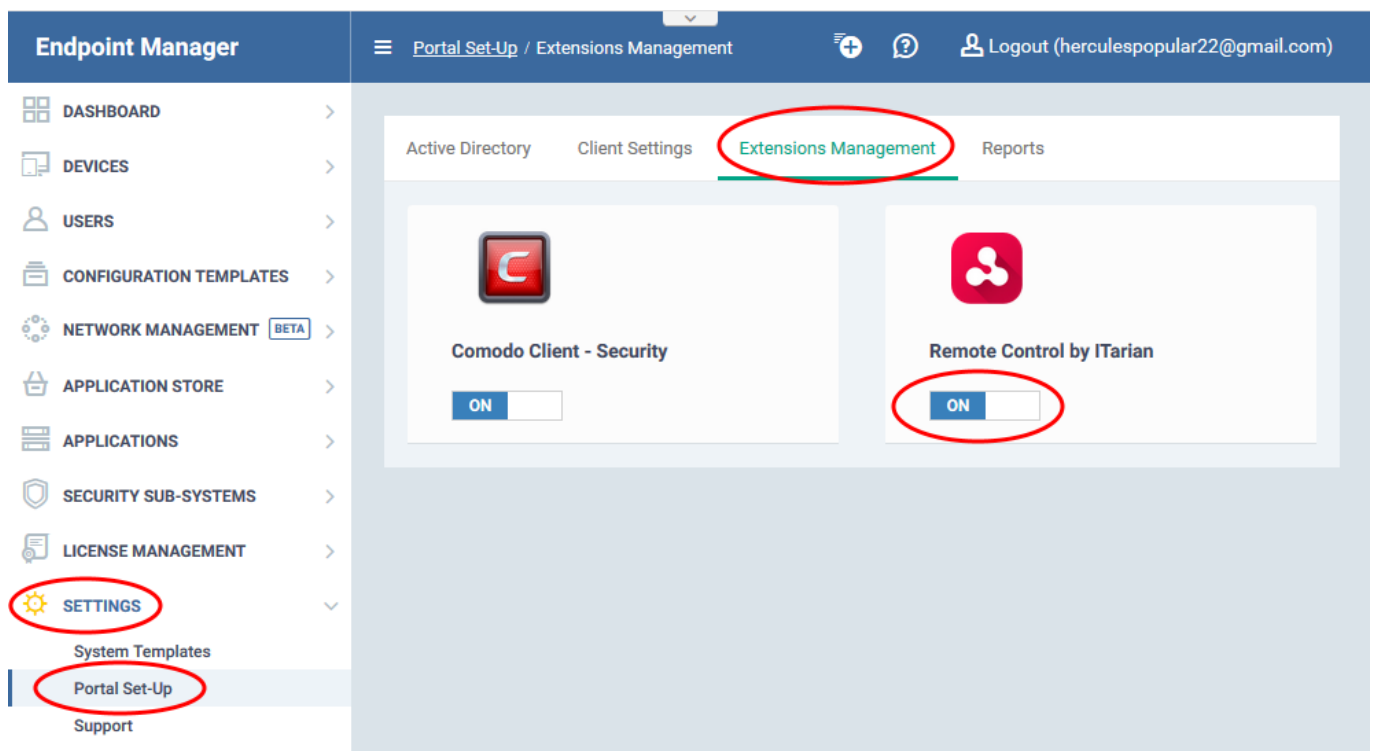 Endpoint Manager
Portal Set-Up / Extensions Management
Logout (herculespopular22@gmail.com)
DASHBOARD
DEVICES
USERS
CONFIGURATION TEMPLATES
NETWORK MANAGEMENT BETA
APPLICATION STORE
APPLICATIONS
SECURITY SUB-SYSTEMS
LICENSE MANAGEMENT
SETTINGS
System Templates
Portal Set-Up
Support
Active Directory Client Settings Extensions Management Reports
C
Comodo Client - Security
ON
Remote Control by ITarian
ON